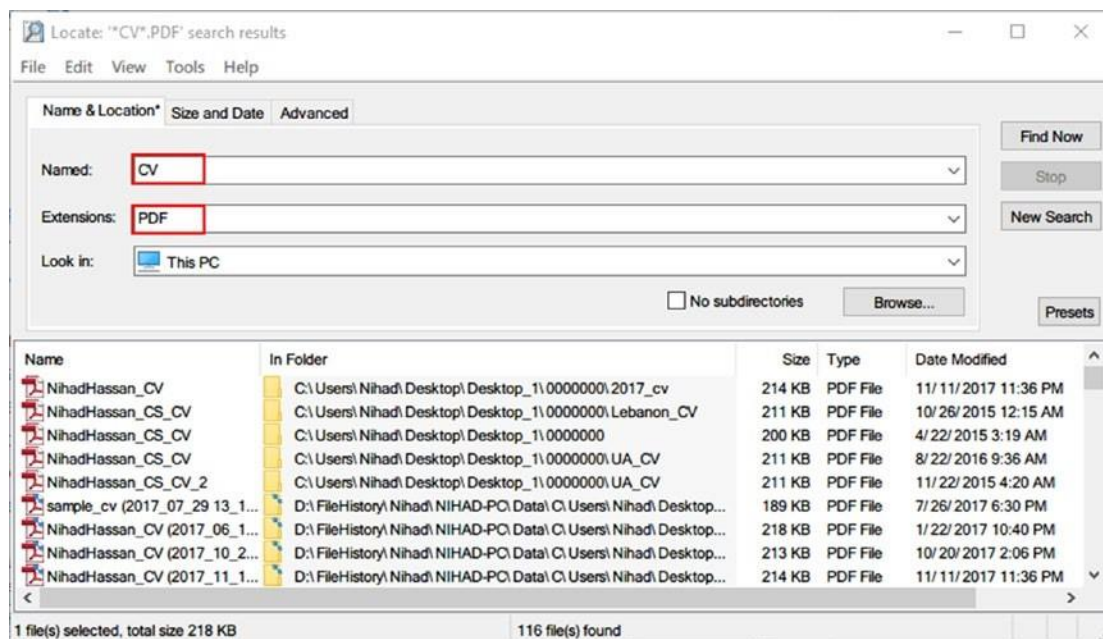 Locate: '*CV*.PDF' search results
File Edit View Tools Help
Name & Location* Size and Date Advanced
Find Now
Named: CV
Stop
Extensions: PDF
New Search
Look in: This PC
No subdirectories Browse...
Presets
Name In Folder Size Type Date Modified
NihadHassan_CV C:\Users\Nihad\Desktop\Desktop_1\0000000\2017_cv 214 KB PDF File 11/11/2017 11:36 PM
NihadHassan_CS_CV C:\Users\Nihad\Desktop\Desktop_1\0000000\Lebanon_CV 211 KB PDF File 10/26/2015 12:15 AM
NihadHassan_CS_CV C:\Users\Nihad\Desktop\Desktop_1\0000000 200 KB PDF File 4/22/2015 3:19 AM
NihadHassan_CS_CV C:\Users\Nihad\Desktop\Desktop_1\0000000\UA_CV 211 KB PDF File 8/22/2016 9:36 AM
NihadHassan_CS_CV_2 C:\Users\Nihad\Desktop\Desktop_1\0000000\UA_CV 211 KB PDF File 11/22/2015 4:20 AM
sample_cv (2017_07_29 13_1... D:\FileHistory\Nihad\NIHAD-PC\Data\C\Users\Nihad\Desktop... 189 KB PDF File 7/26/2017 6:30 PM
NihadHassan_CV (2017_06_1... D:\FileHistory\Nihad\NIHAD-PC\Data\C\Users\Nihad\Desktop... 218 KB PDF File 1/22/2017 10:40 PM
NihadHassan_CV (2017_10_2... D:\FileHistory\Nihad\NIHAD-PC\Data\C\Users\Nihad\Desktop... 213 KB PDF File 10/20/2017 2:06 PM
NihadHassan_CV (2017_11_1... D:\FileHistory\Nihad\NIHAD-PC\Data\C\Users\Nihad\Desktop... 214 KB PDF File 11/11/2017 11:36 PM
1 file(s) selected, total size 218 KB 116 file(s) found